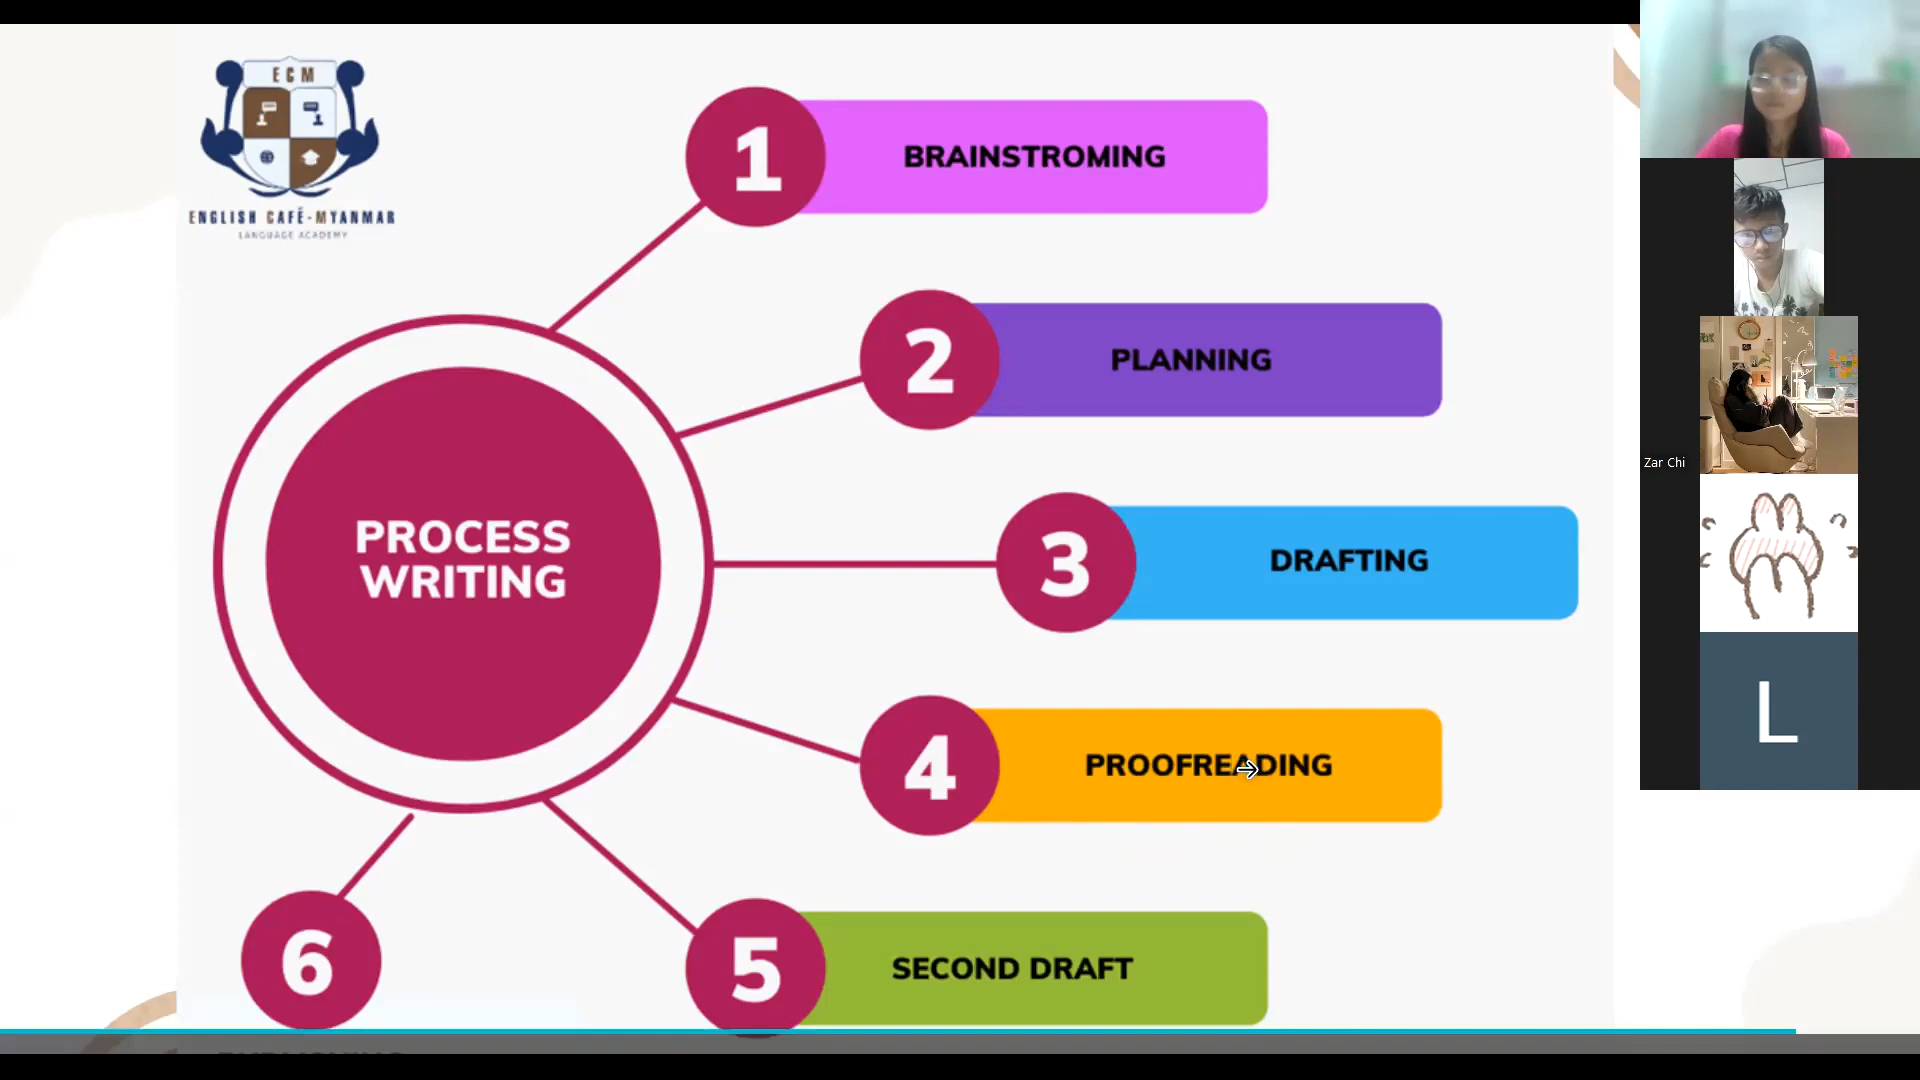 ECM
ENGLISH CAFÉ-MYANMAR
LANGUAGE ACADEMY
1
BRAINSTROMING
2
PLANNING
PROCESS
WRITING
3
DRAFTING
4
PROOFREADING
5
SECOND DRAFT
6
Zar Chi
L